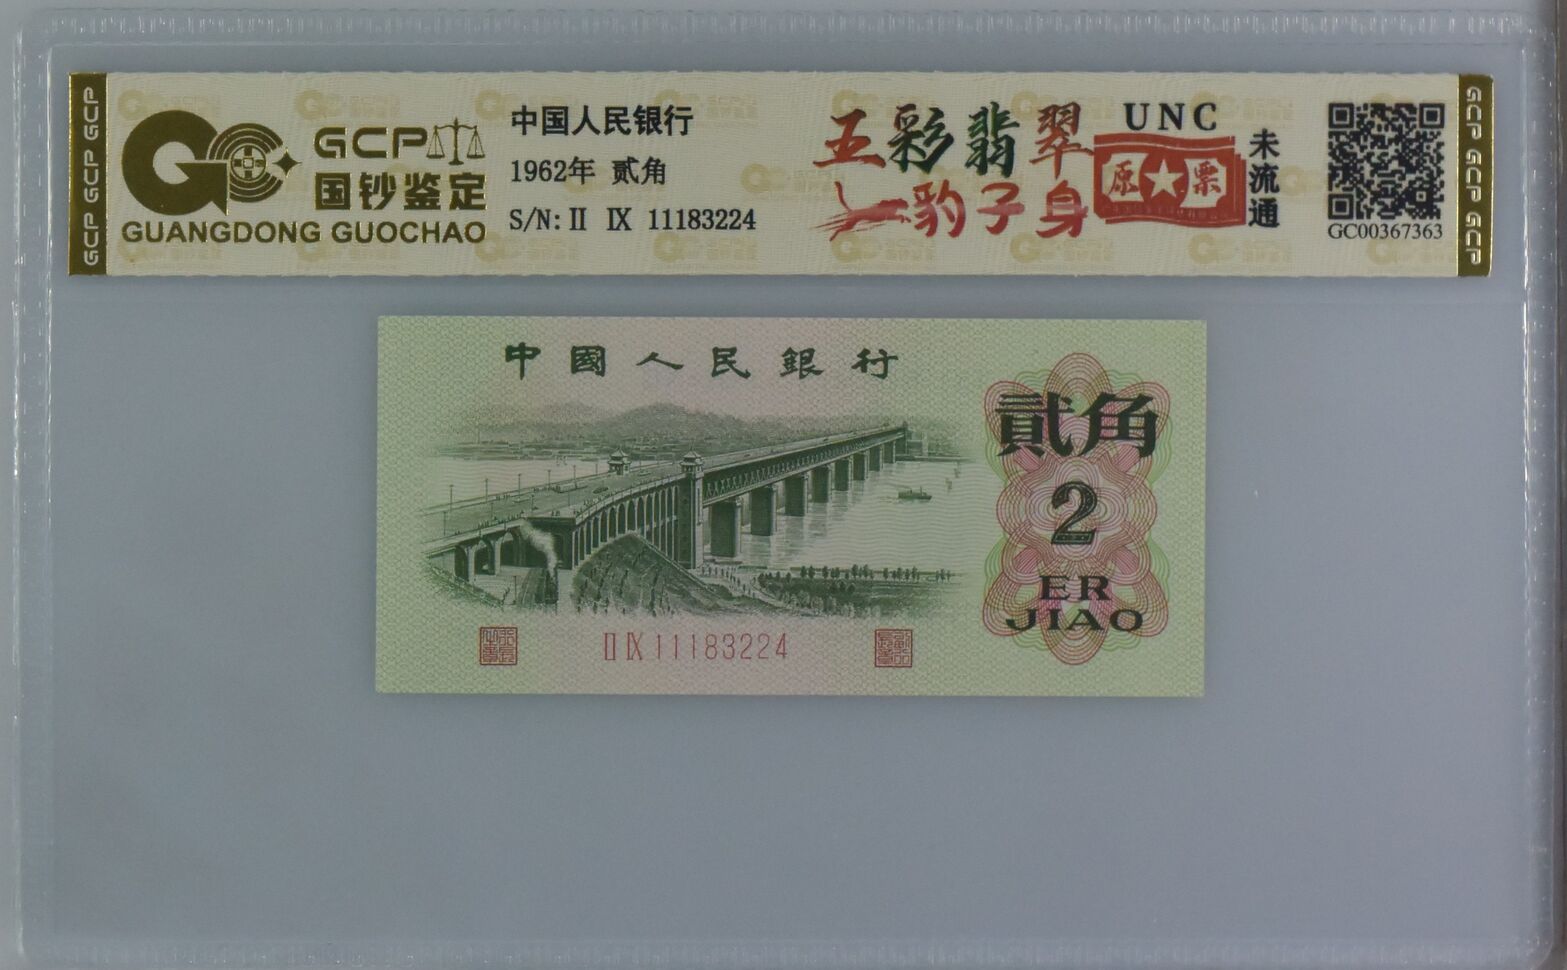 GCP GCP GCP
GCP
国钞鉴定
GUANGDONG GUOCHAO
中国人民银行
1962年 贰角
S/N: II IX 11183224
五彩翡翠
豹子身
UNC
原★票
未流通
GC00367363
GCP GCP GCP
中國人民銀行
貳角
2
ER
JIAO
II IX 11183224